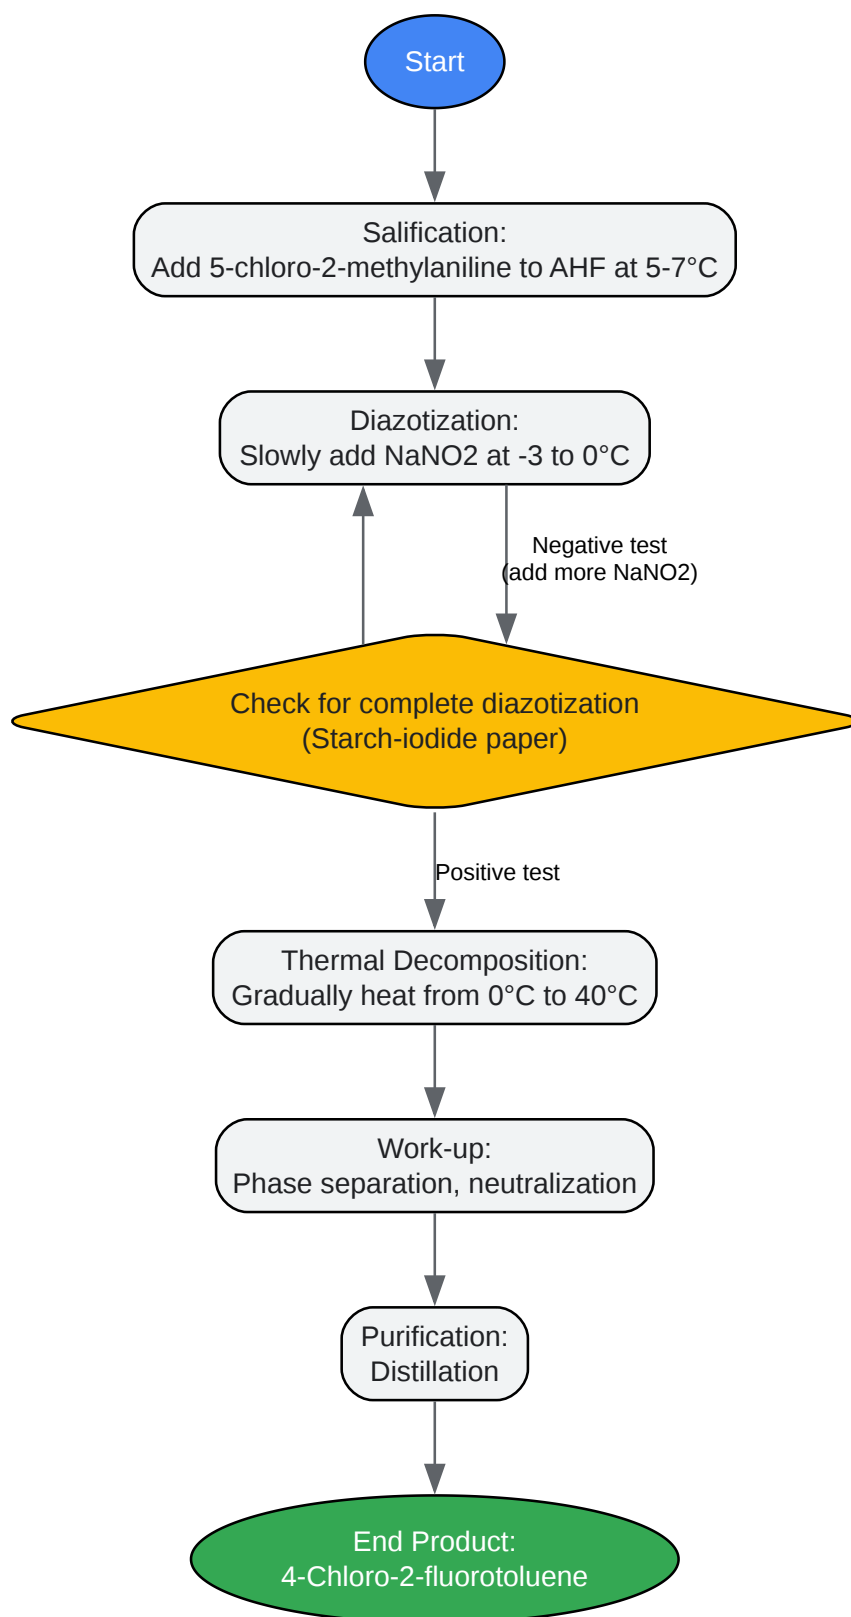 Start
Salification:
Add 5-chloro-2-methylaniline to AHF at 5-7°C
Diazotization:
Slowly add NaNO2 at -3 to 0°C
Negative test
(add more NaNO2)
Check for complete diazotization
(Starch-iodide paper)
Positive test
Thermal Decomposition:
Gradually heat from 0°C to 40°C
Work-up:
Phase separation, neutralization
Purification:
Distillation
End Product:
4-Chloro-2-fluorotoluene